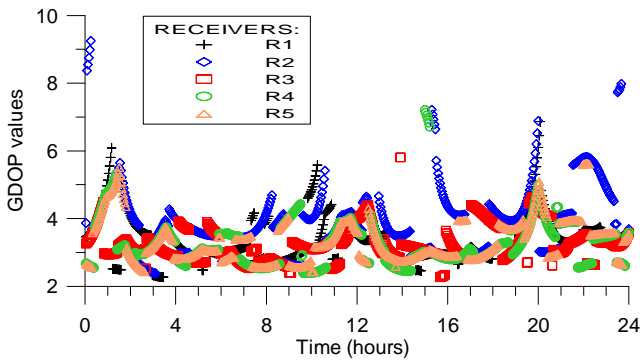 10
8
6
4
2
GDOP values
RECEIVERS:
R1
R2
R3
R4
R5
0 4 8 12 16 20 24
Time (hours)